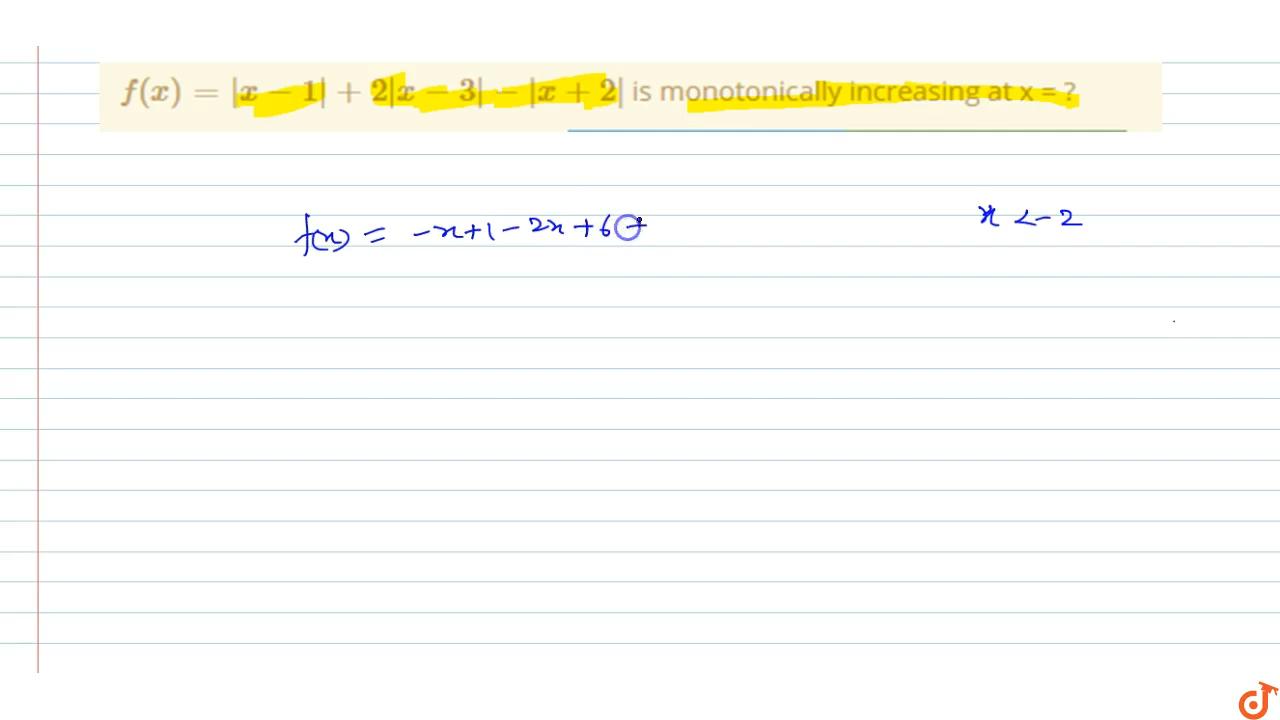 f(x) = |x − 1| + 2|x − 3| − |x + 2| is monotonically increasing at x = ?
f(x) = -x+1-2x+6+ x<-2